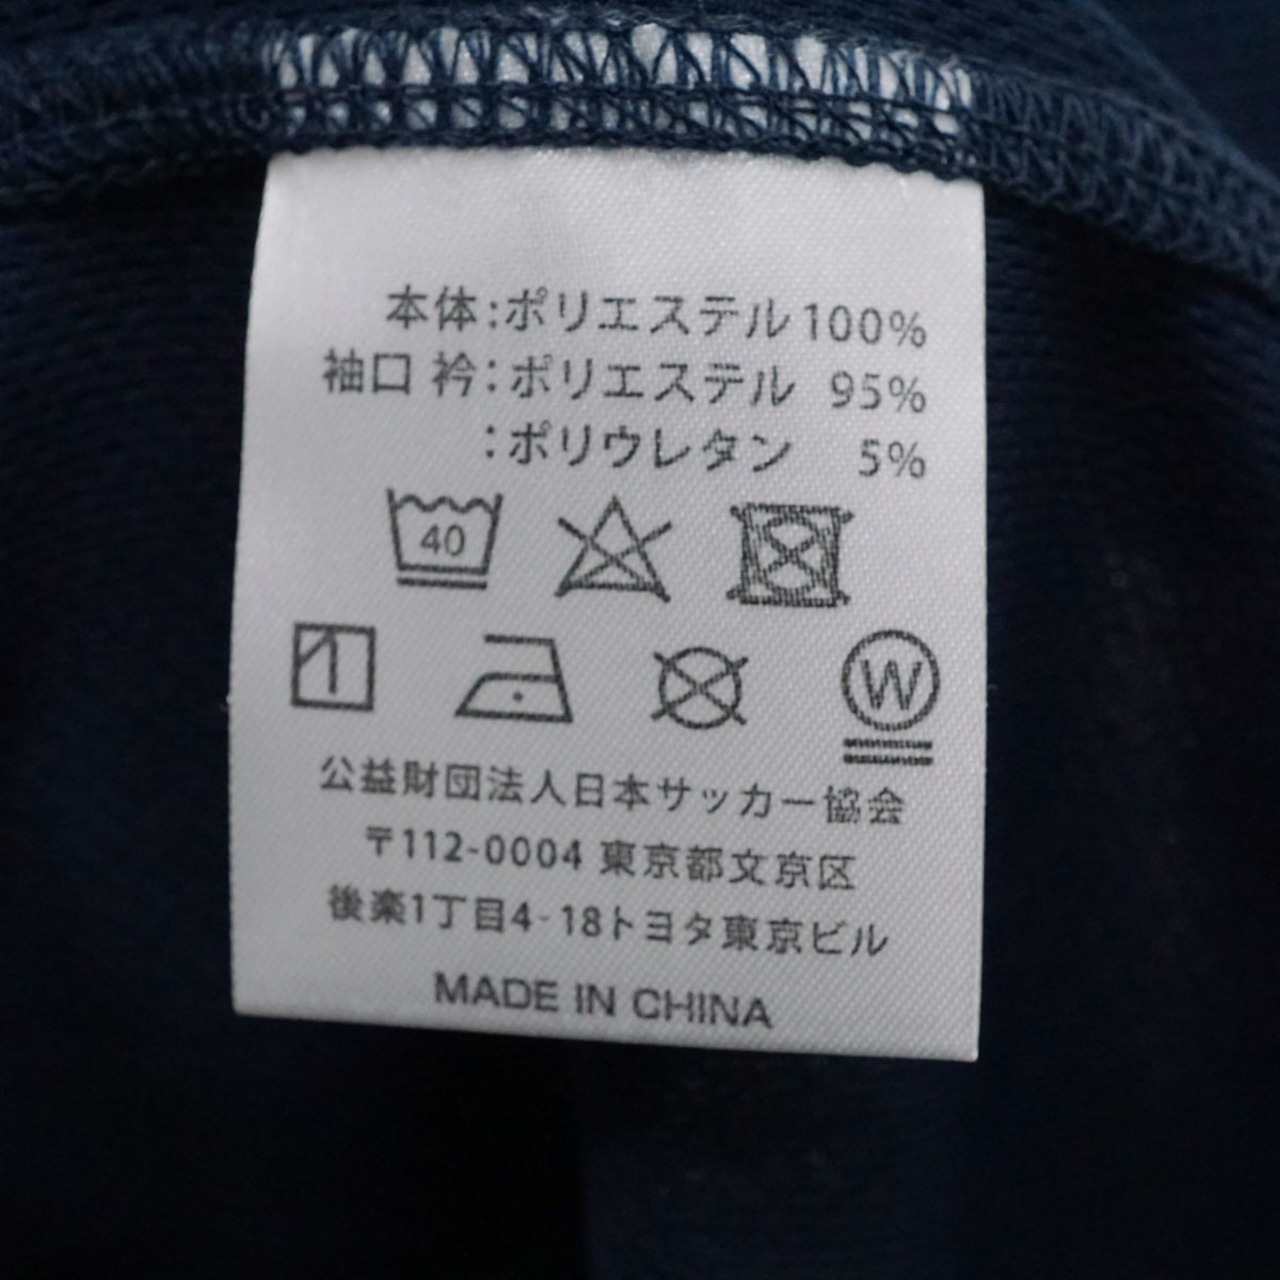 本体:ポリエステル100%
袖口 衿:ポリエステル 95%
:ポリウレタン 5%
40
W
公益財団法人日本サッカー協会
〒112-0004 東京都文京区
後楽1丁目4-18トヨタ東京ビル
MADE IN CHINA